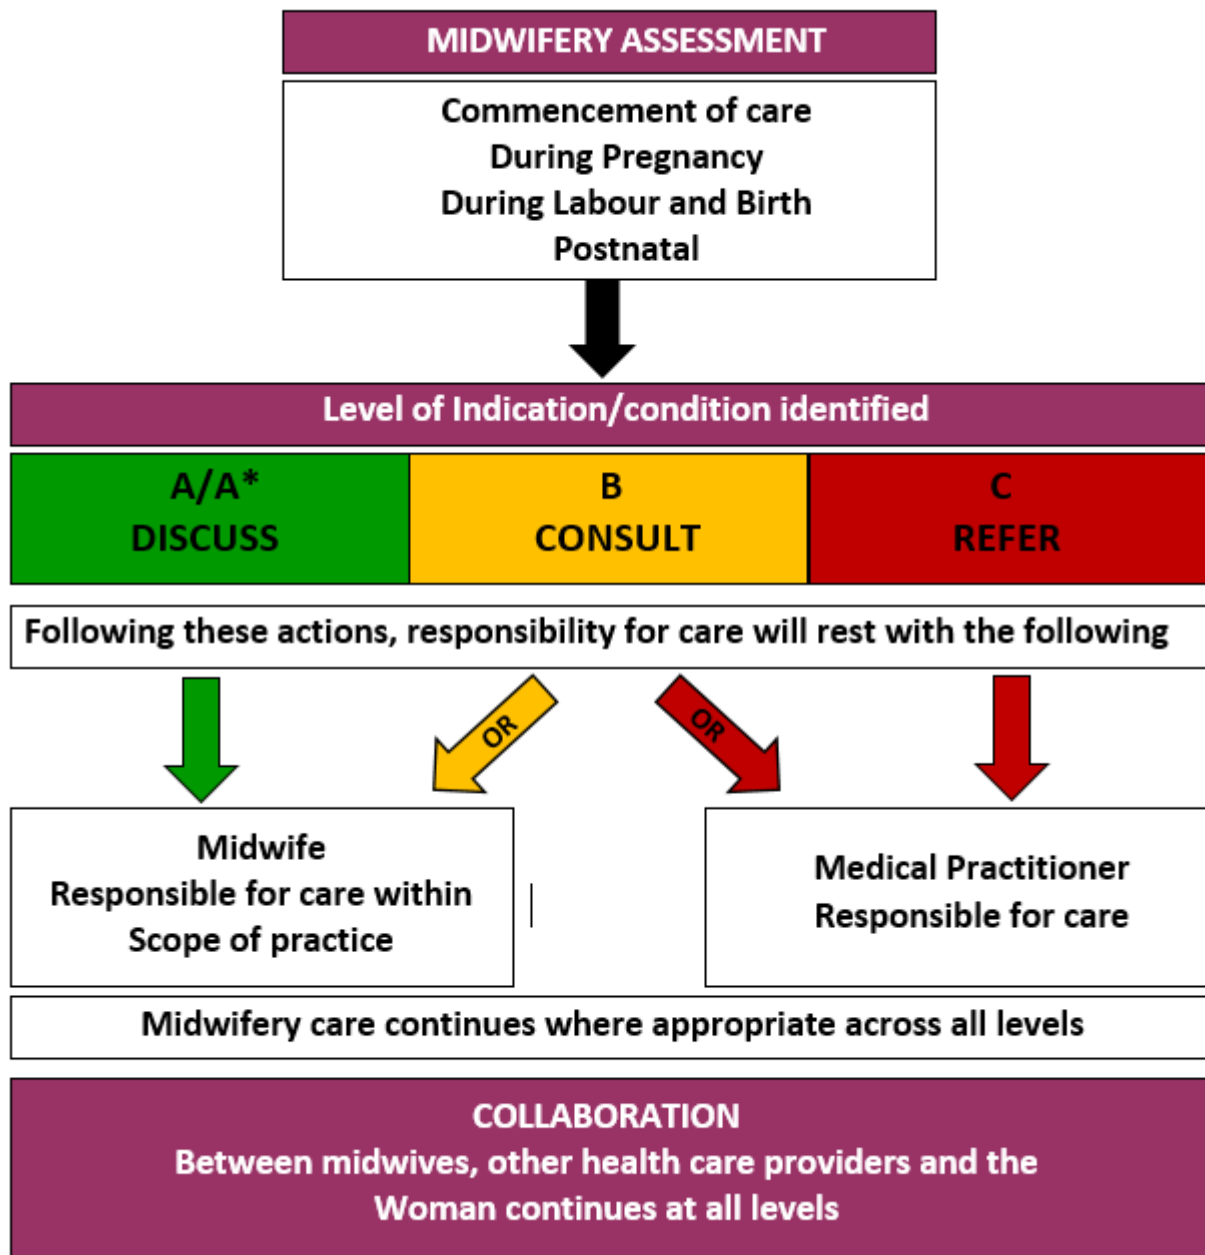 MIDWIFERY ASSESSMENT
Commencement of care
During Pregnancy
During Labour and Birth
Postnatal
Level of Indication/condition identified
A/A*
DISCUSS
B
CONSULT
C
REFER
Following these actions, responsibility for care will rest with the following
OR
OR
Midwife
Responsible for care within
Scope of practice
Medical Practitioner
Responsible for care
Midwifery care continues where appropriate across all levels
COLLABORATION
Between midwives, other health care providers and the
Woman continues at all levels